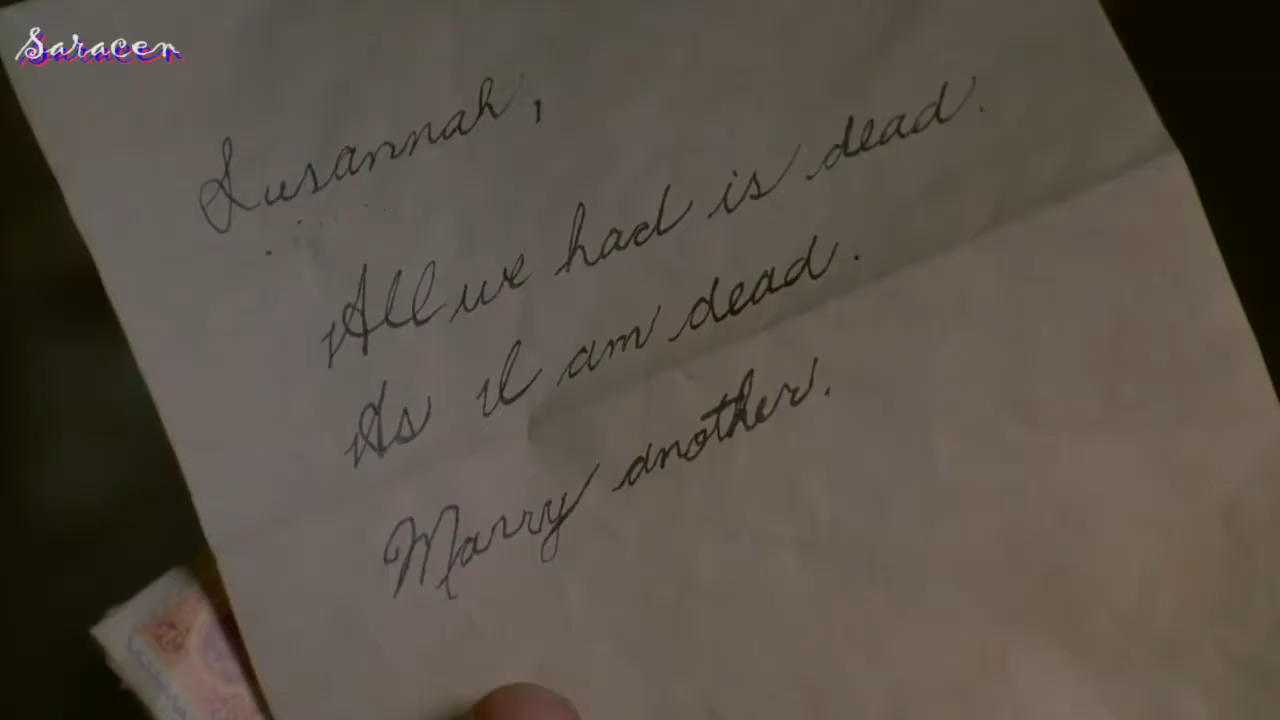 Saracen
Susannah,
All we had is dead.
As I am dead.
Marry another.